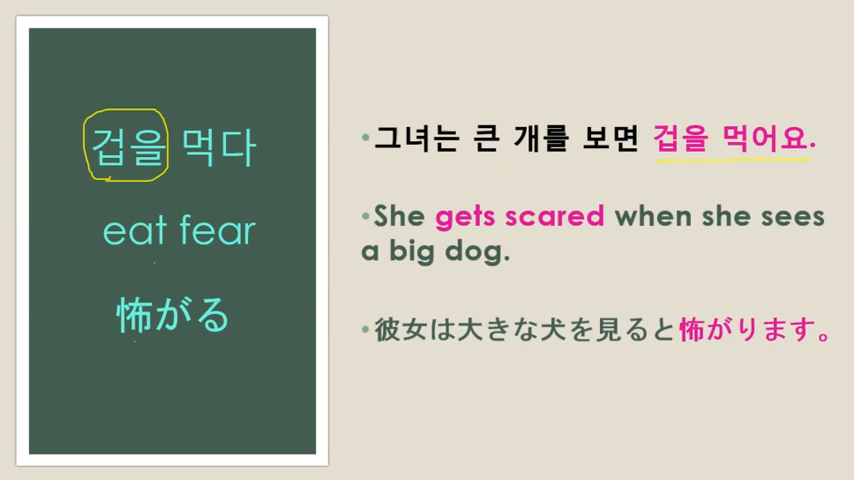 겁을 먹다
eat fear
怖がる
•그녀는 큰 개를 보면 겁을 먹어요.
•She gets scared when she sees
a big dog.
•彼女は大きな犬を見ると怖がります。